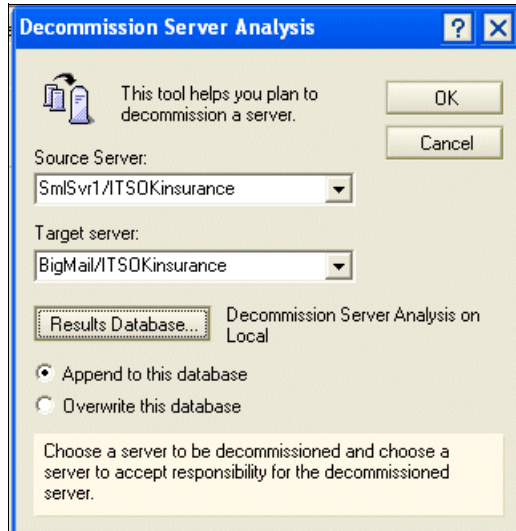 Decommission Server Analysis
This tool helps you plan to
decommission a server.
OK
Cancel
Source Server:
SmlSvr1/ITSOKinsurance
Target server:
BigMail/ITSOKinsurance
Results Database...
Decommission Server Analysis on
Local
Append to this database
Overwrite this database
Choose a server to be decommissioned and choose a
server to accept responsibility for the decommissioned
server.